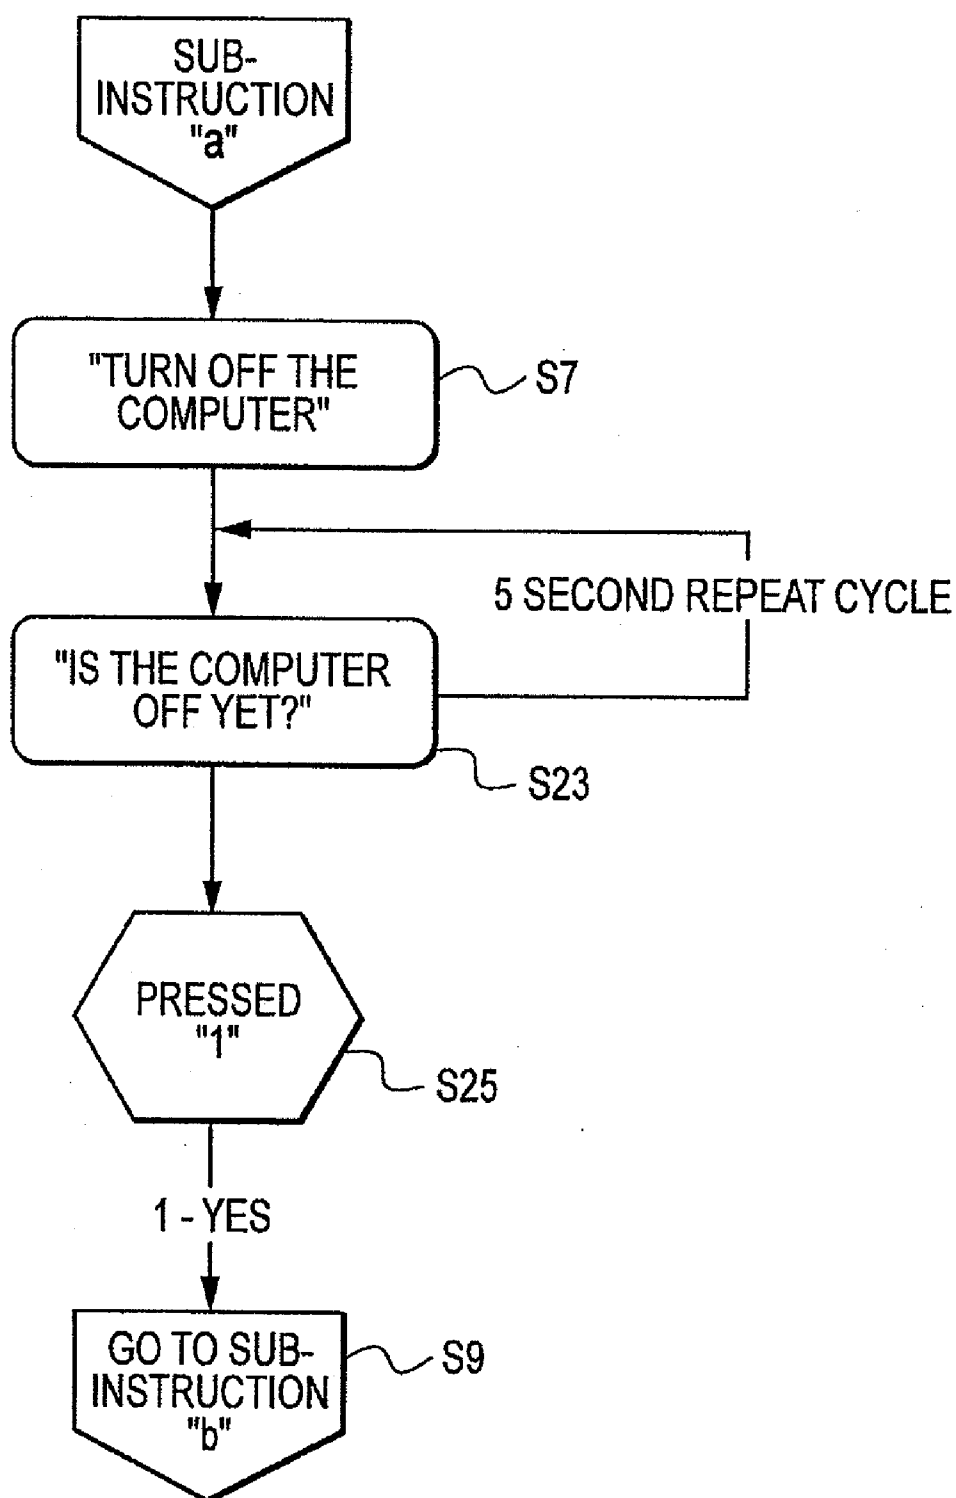 SUB-
INSTRUCTION
"a"
"TURN OFF THE
COMPUTER"
S7
5 SECOND REPEAT CYCLE
"IS THE COMPUTER
OFF YET?"
S23
PRESSED
"1"
S25
1 - YES
GO TO SUB-
INSTRUCTION
"b"
S9